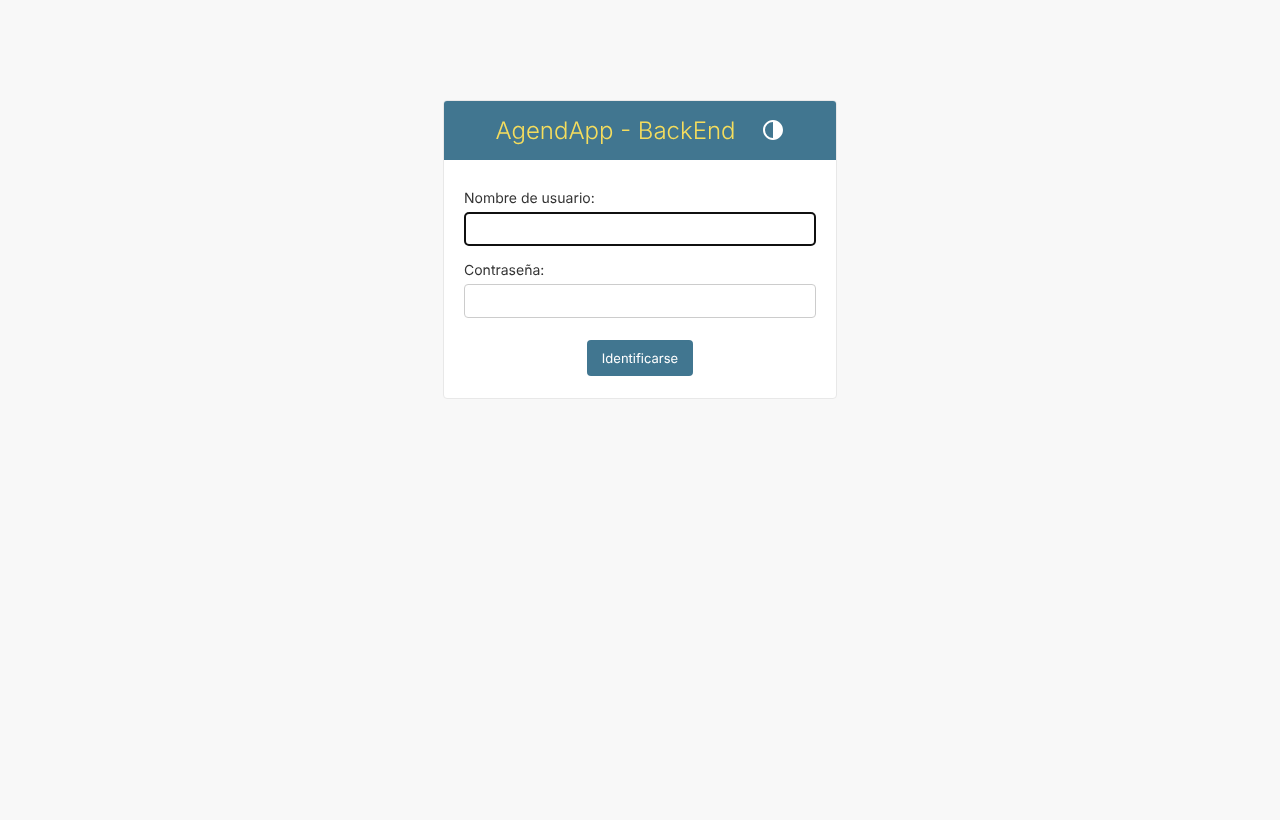 AgendApp - BackEnd
Nombre de usuario:
Contraseña:
Identificarse